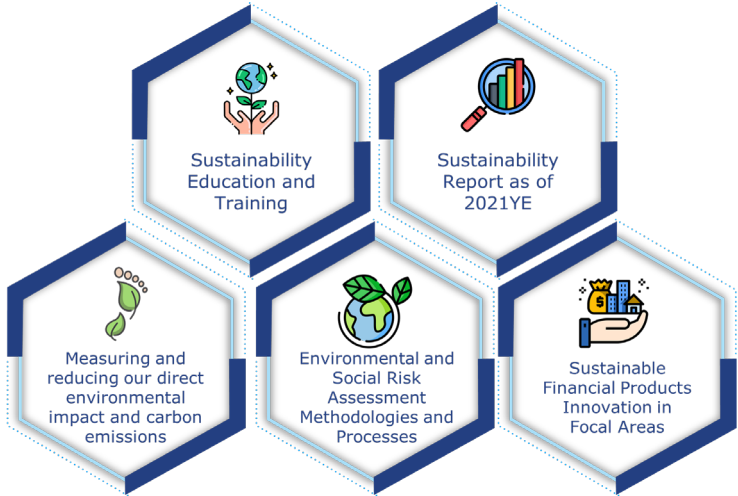 Sustainability
Education and
Training
Sustainability
Report as of
2021YE
Measuring and
reducing our direct
environmental
impact and carbon
emissions
Environmental and
Social Risk
Assessment
Methodologies and
Processes
Sustainable
Financial Products
Innovation in
Focal Areas